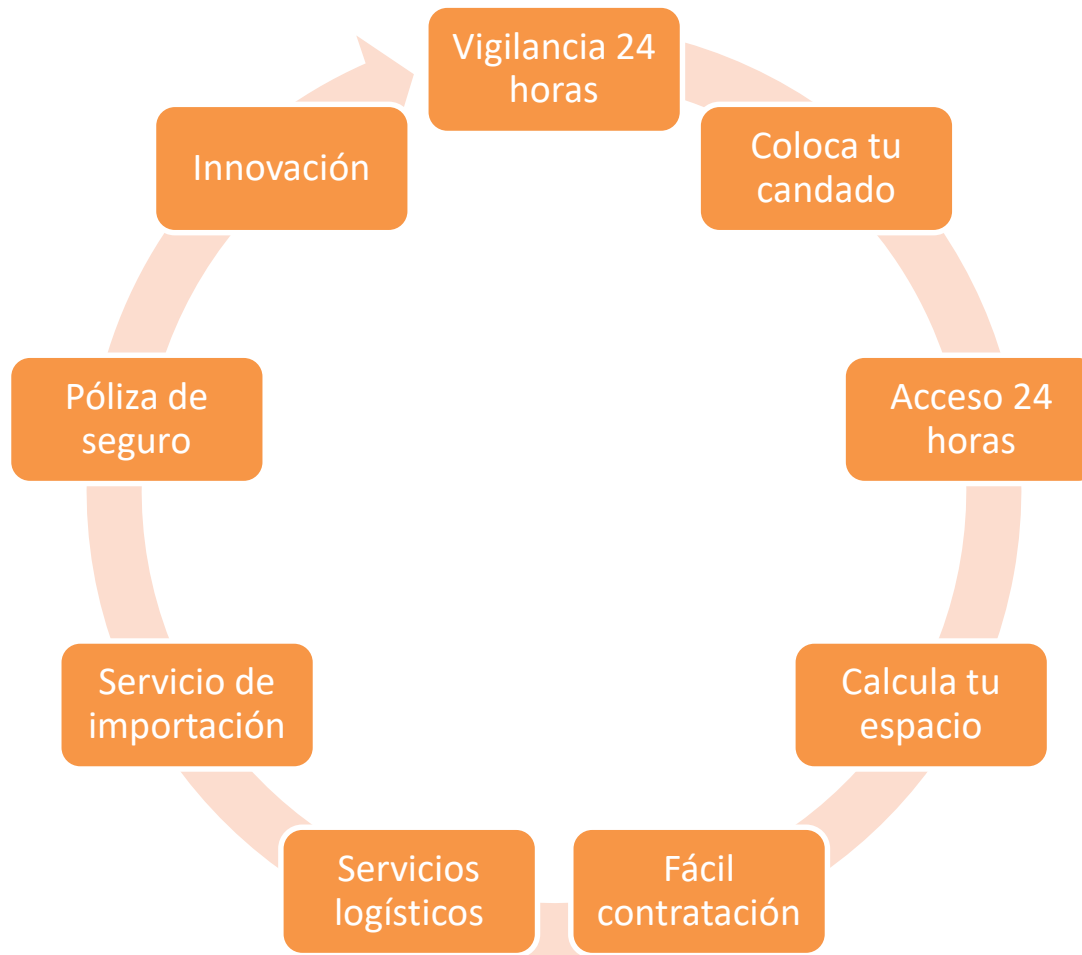 Vigilancia 24
horas
Coloca tu
candado
Acceso 24
horas
Calcula tu
espacio
Fácil
contratación
Servicios
logísticos
Servicio de
importación
Póliza de
seguro
Innovación